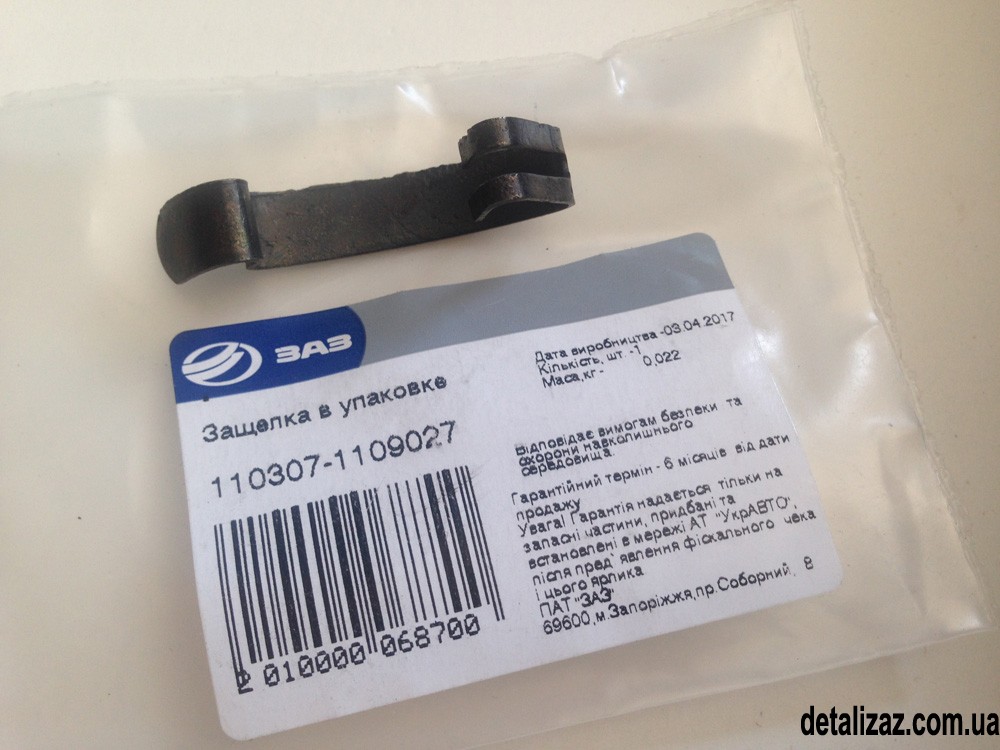 ЗАЗ
Защелка в упаковке
110307-1109027
2 010000 068700
Дата виробництва -03.04.2017
Кількість, шт. -1
Маса,кг - 0,022
Відповідає вимогам безпеки та
охорони навколишнього
середовища.
Гарантійний термін - 6 місяців від дати
продажу
Увага! Гарантія надається тільки на
запасні частини, придбані та
встановлені в мережі АТ "УкрАВТО",
після пред`явлення фіскального чека
і цього ярлика
ПАТ "ЗАЗ"
69600,м.Запоріжжя,пр.Соборний, 8
detalizaz.com.ua